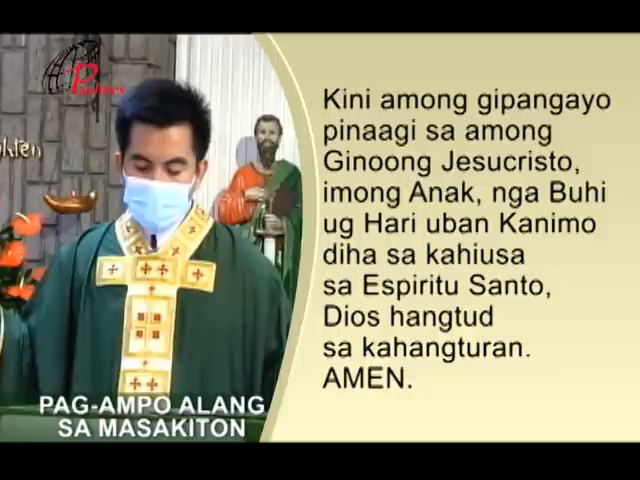 Paulines
Kini among gipangayo
pinaagi sa among
Ginoong Jesucristo,
imong Anak, nga Buhi
ug Hari uban Kanimo
diha sa kahiusa
sa Espiritu Santo,
Dios hangtud
sa kahangturan.
AMEN.
PAG-AMPO ALANG
SA MASAKITON